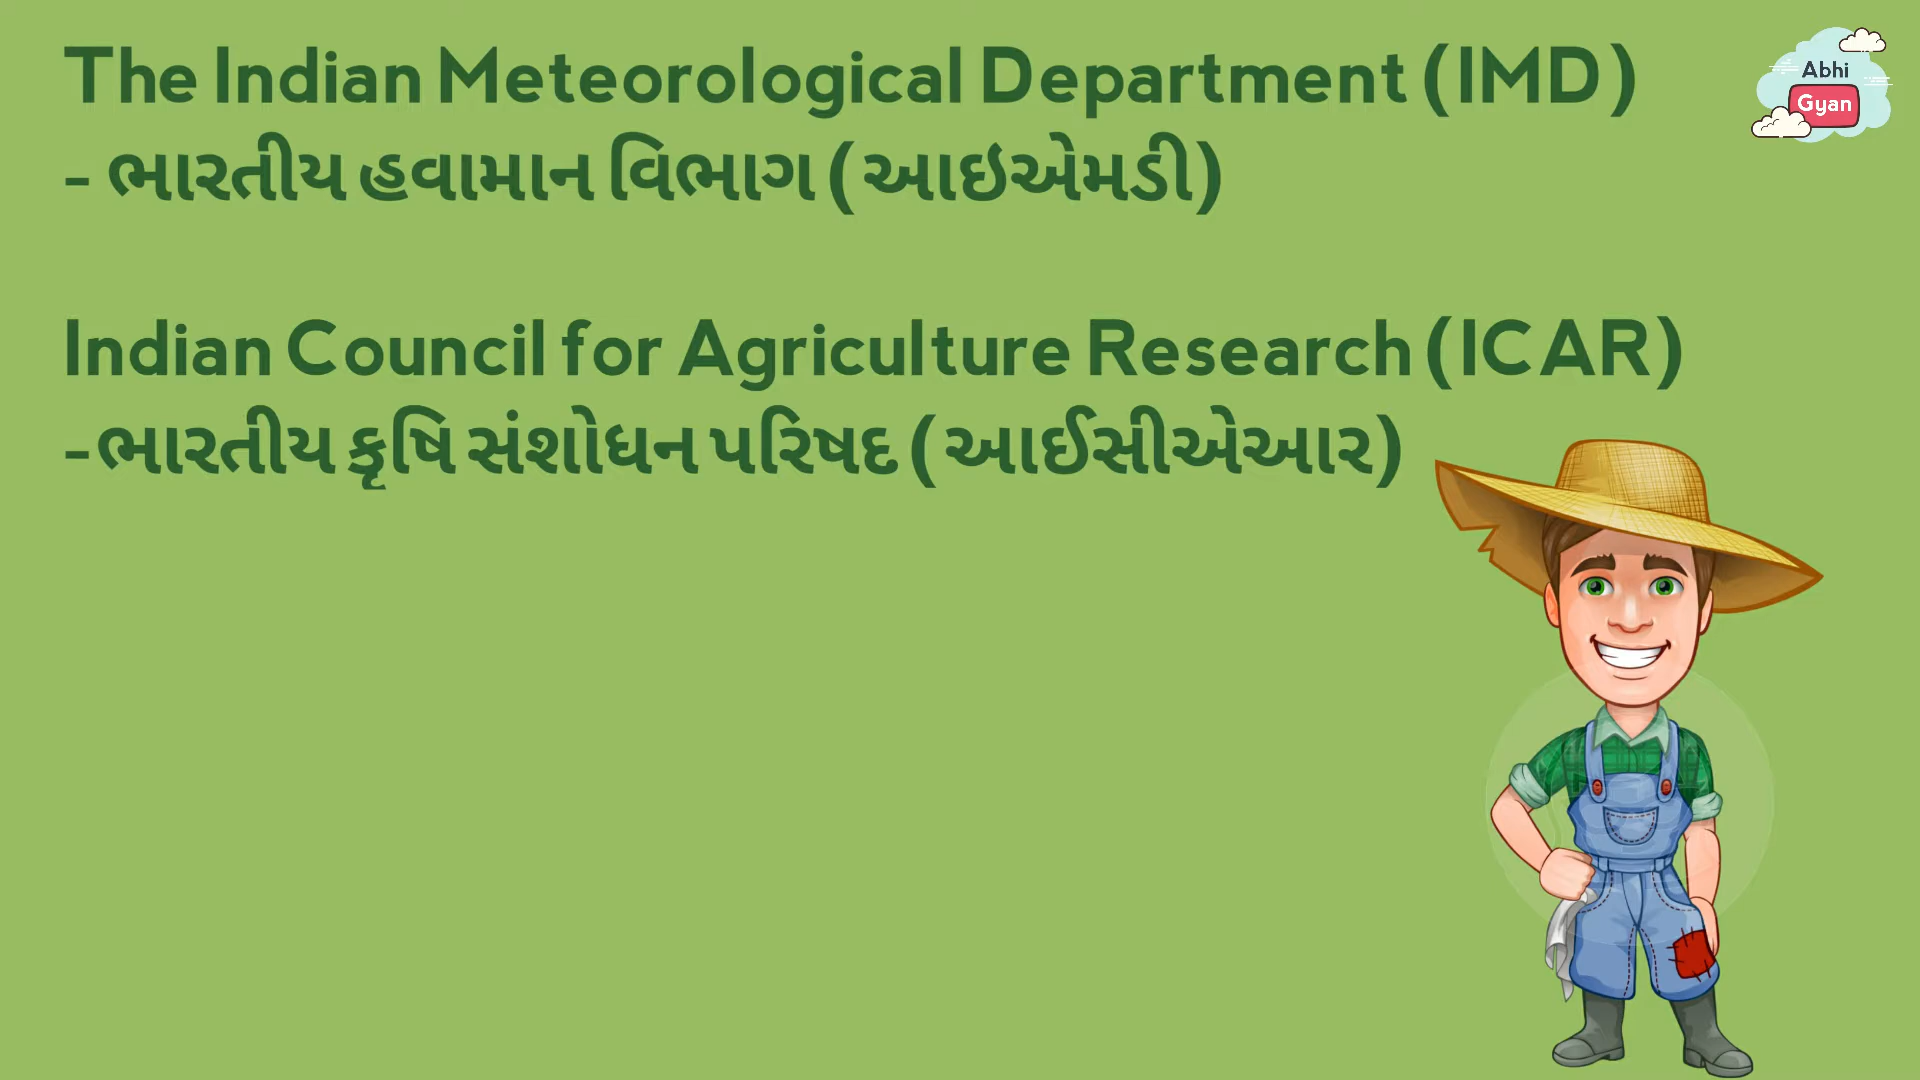 The Indian Meteorological Department (IMD)
- ભારતીય હવામાન વિભાગ (આઇએમડી)
Indian Council for Agriculture Research (ICAR)
-ભારતીય કૃષિ સંશોધન પરિષદ (આઈસીએઆર)
Abhi
Gyan